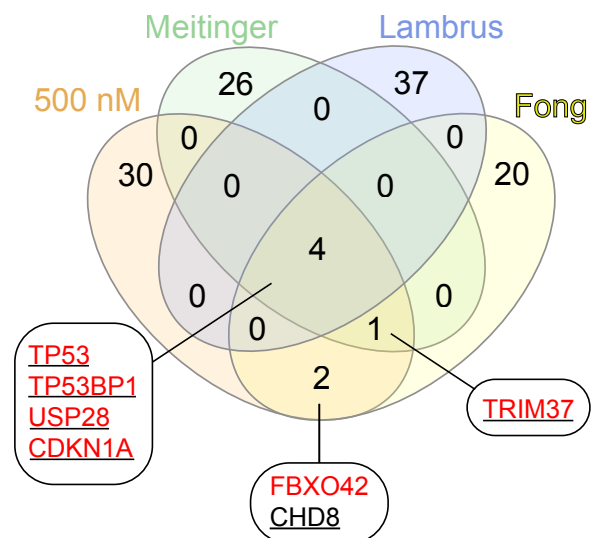 Meitinger
Lambrus
500 nM
Fong
26
37
0
0
0
30
20
0
0
4
0
0
0
1
2
TP53
TP53BP1
USP28
CDKN1A
TRIM37
FBXO42
CHD8